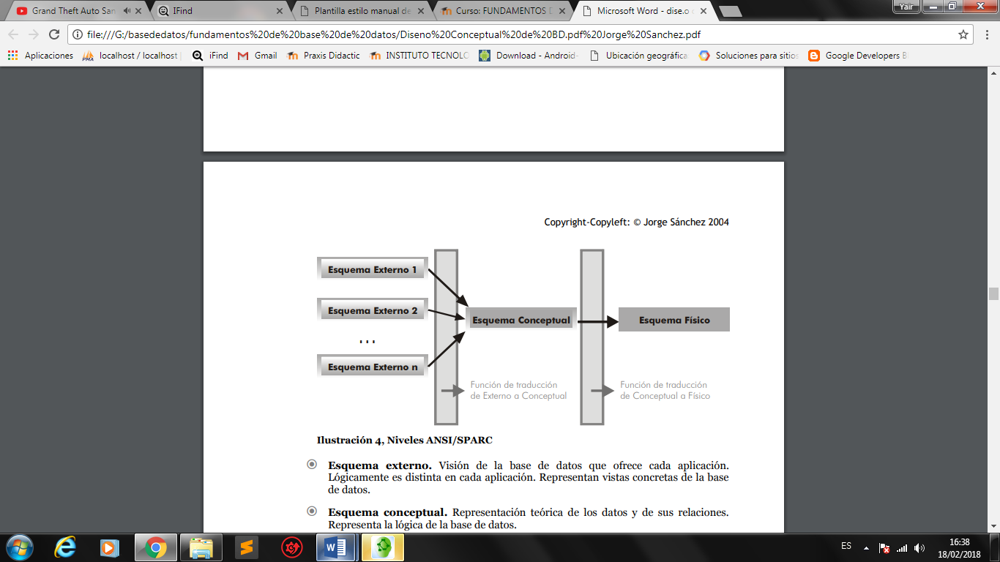 Grand Theft Auto San
IFind
Plantilla estilo manual de
Curso: FUNDAMENTOS D
Microsoft Word - dise.o c
Yair
file:///G:/basededatos/fundamentos%20de%20base%20de%20datos/Diseno%20Conceptual%20de%20BD.pdf%20Jorge%20Sanchez.pdf
Aplicaciones
localhost / localhost
iFind
Gmail
Praxis Didactic
INSTITUTO TECNOLO
Download - Android-
Ubicación geográfica
Soluciones para sitios
Google Developers B
Copyright-Copyleft: © Jorge Sánchez 2004
Esquema Externo 1
Esquema Externo 2
...
Esquema Externo n
Esquema Conceptual
Esquema Físico
Función de traducción
de Externo a Conceptual
Función de traducción
de Conceptual a Físico
Ilustración 4, Niveles ANSI/SPARC
Esquema externo. Visión de la base de datos que ofrece cada aplicación.
Lógicamente es distinta en cada aplicación. Representan vistas concretas de la base
de datos.
Esquema conceptual. Representación teórica de los datos y de sus relaciones.
Representa la lógica de la base de datos.
ES
16:38
18/02/2018